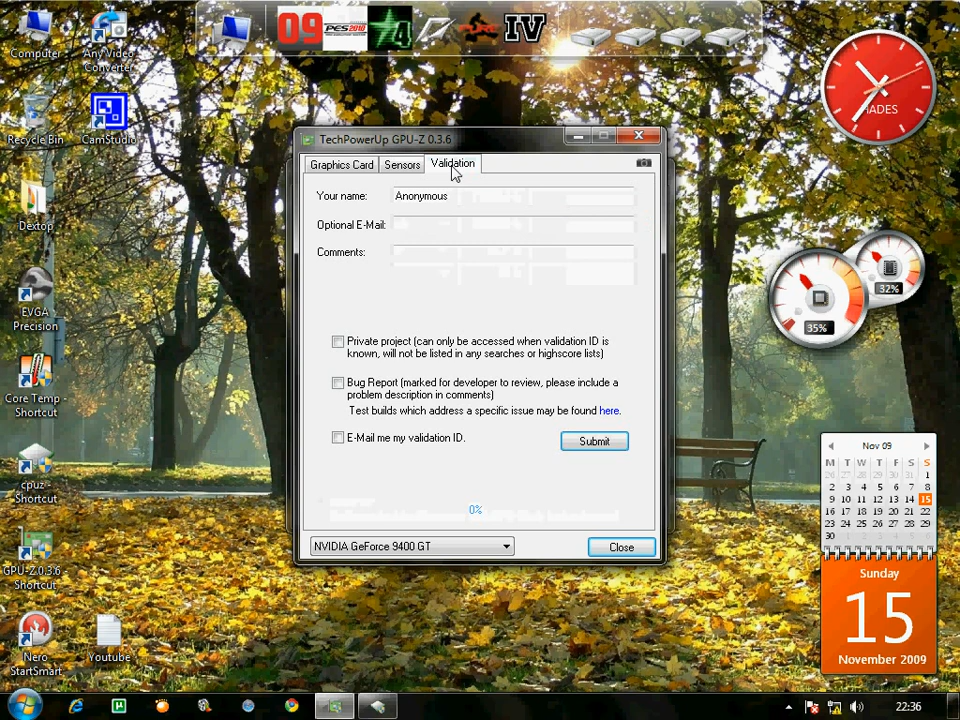 Computer
Any Video
Converter
09
PES2010
4
IV
HADES
Recycle Bin
CamStudio
TechPowerUp GPU-Z 0.3.6
Graphics Card
Sensors
Validation
Your name:
Anonymous
Optional E-Mail:
Comments:
Dextop
EVGA
Precision
32%
35%
Private project (can only be accessed when validation ID is
known, will not be listed in any searches or highscore lists)
Bug Report (marked for developer to review, please include a
problem description in comments)
Test builds which address a specific issue may be found here.
E-Mail me my validation ID.
Submit
Core Temp -
Shortcut
cpuz -
Shortcut
0%
NVIDIA GeForce 9400 GT
Close
GPU-Z.0.3.6
Shortcut
Nero
StartSmart
Youtube
Nov 09
M T W T F S S
26 27 28 29 30 31 1
2 3 4 5 6 7 8
9 10 11 12 13 14 15
16 17 18 19 20 21 22
23 24 25 26 27 28 29
30
Sunday
15
November 2009
22:36